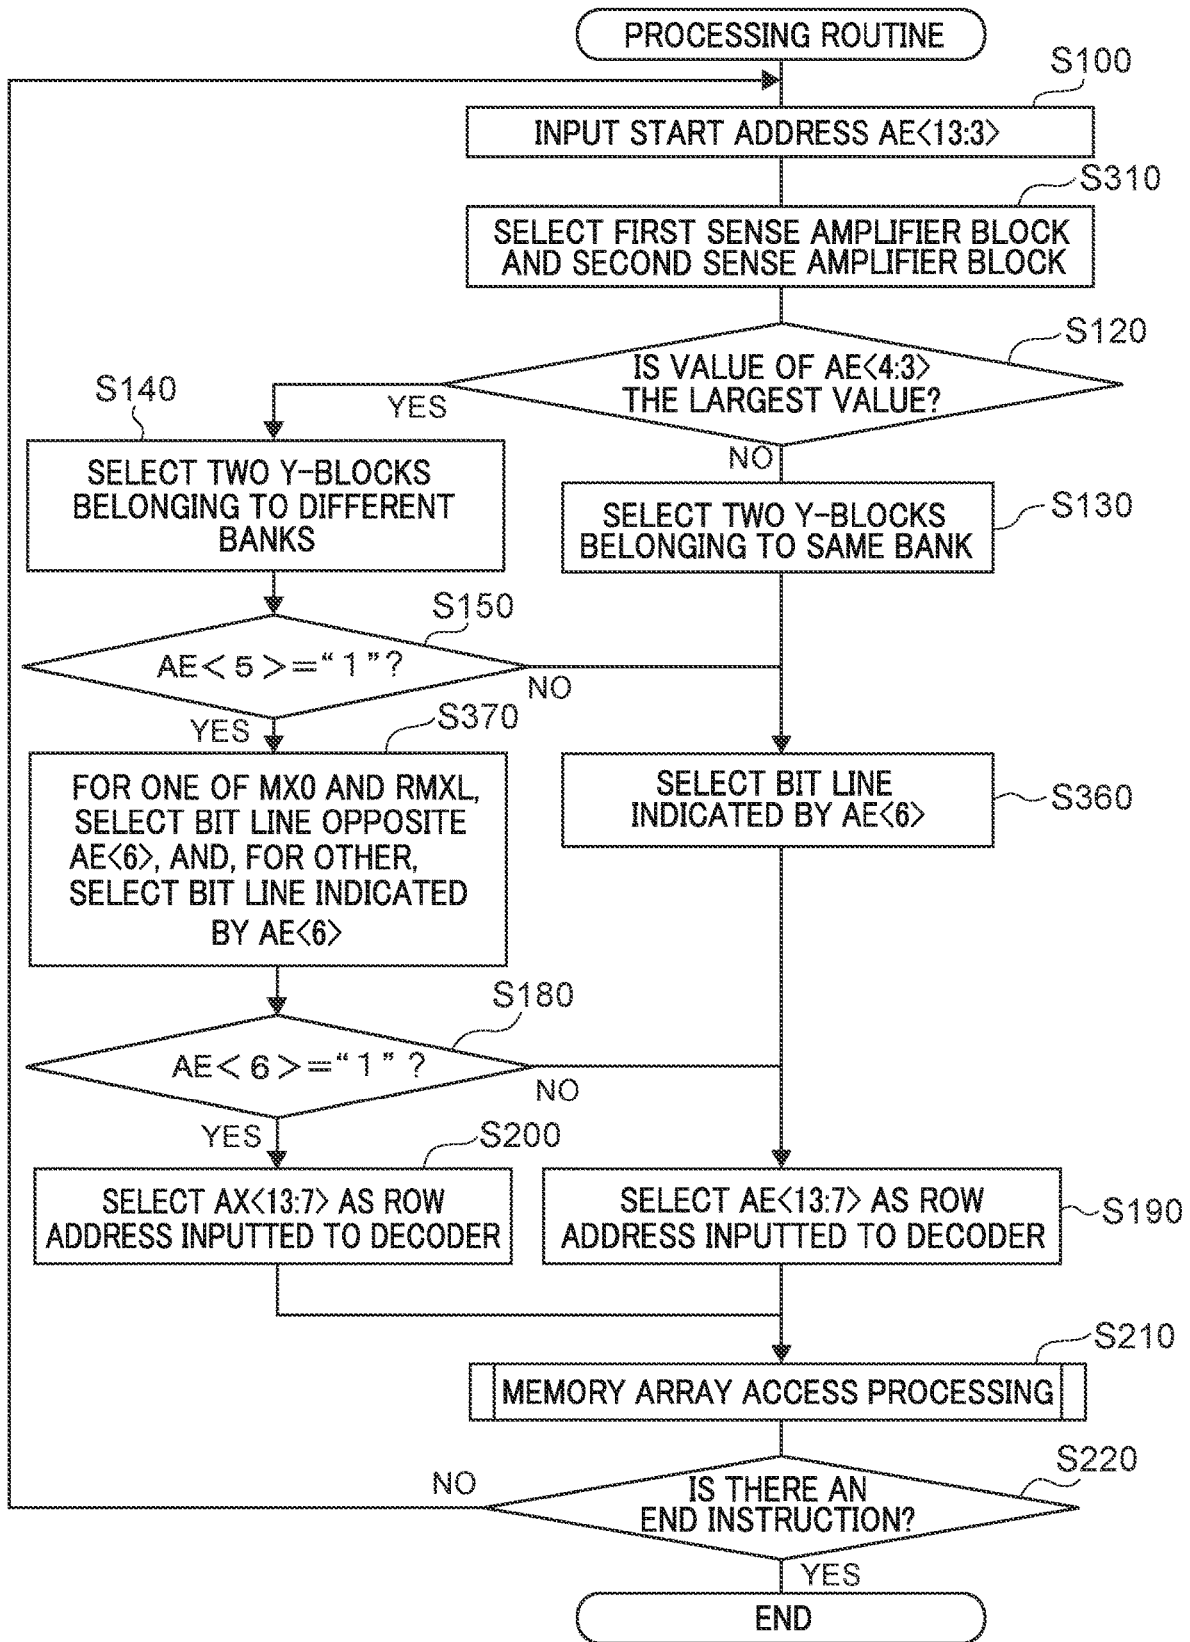 PROCESSING ROUTINE
S100
INPUT START ADDRESS AE<13:3>
S310
SELECT FIRST SENSE AMPLIFIER BLOCK
AND SECOND SENSE AMPLIFIER BLOCK
S120
IS VALUE OF AE<4:3>
THE LARGEST VALUE?
YES
NO
S140
SELECT TWO Y-BLOCKS
BELONGING TO DIFFERENT
BANKS
S130
SELECT TWO Y-BLOCKS
BELONGING TO SAME BANK
S150
AE<5>="1"?
NO
YES
S370
FOR ONE OF MX0 AND RMXL,
SELECT BIT LINE OPPOSITE
AE<6>, AND, FOR OTHER,
SELECT BIT LINE INDICATED
BY AE<6>
SELECT BIT LINE
INDICATED BY AE<6>
S360
S180
AE<6>="1"?
NO
YES
S200
SELECT AX<13:7> AS ROW
ADDRESS INPUTTED TO DECODER
SELECT AE<13:7> AS ROW
ADDRESS INPUTTED TO DECODER
S190
S210
MEMORY ARRAY ACCESS PROCESSING
S220
IS THERE AN
END INSTRUCTION?
NO
YES
END